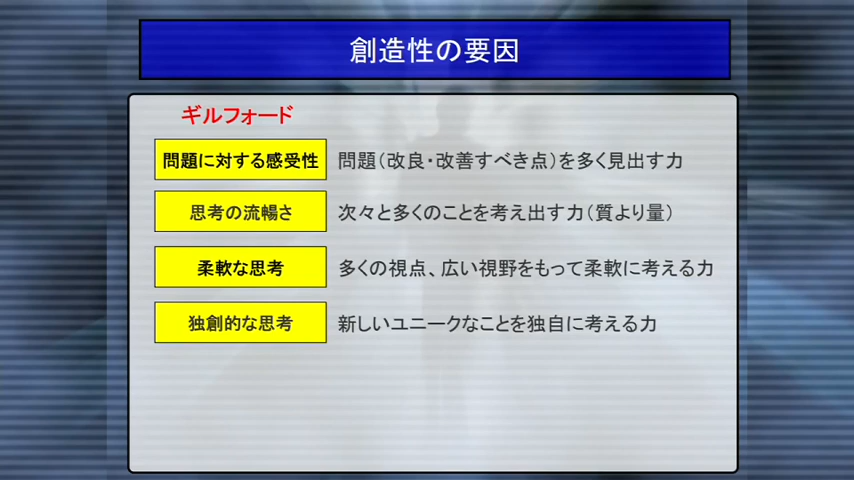 創造性の要因
ギルフォード
問題に対する感受性 問題(改良・改善すべき点)を多く見出す力
思考の流暢さ 次々と多くのことを考え出す力(質より量)
柔軟な思考 多くの視点、広い視野をもって柔軟に考える力
独創的な思考 新しいユニークなことを独自に考える力